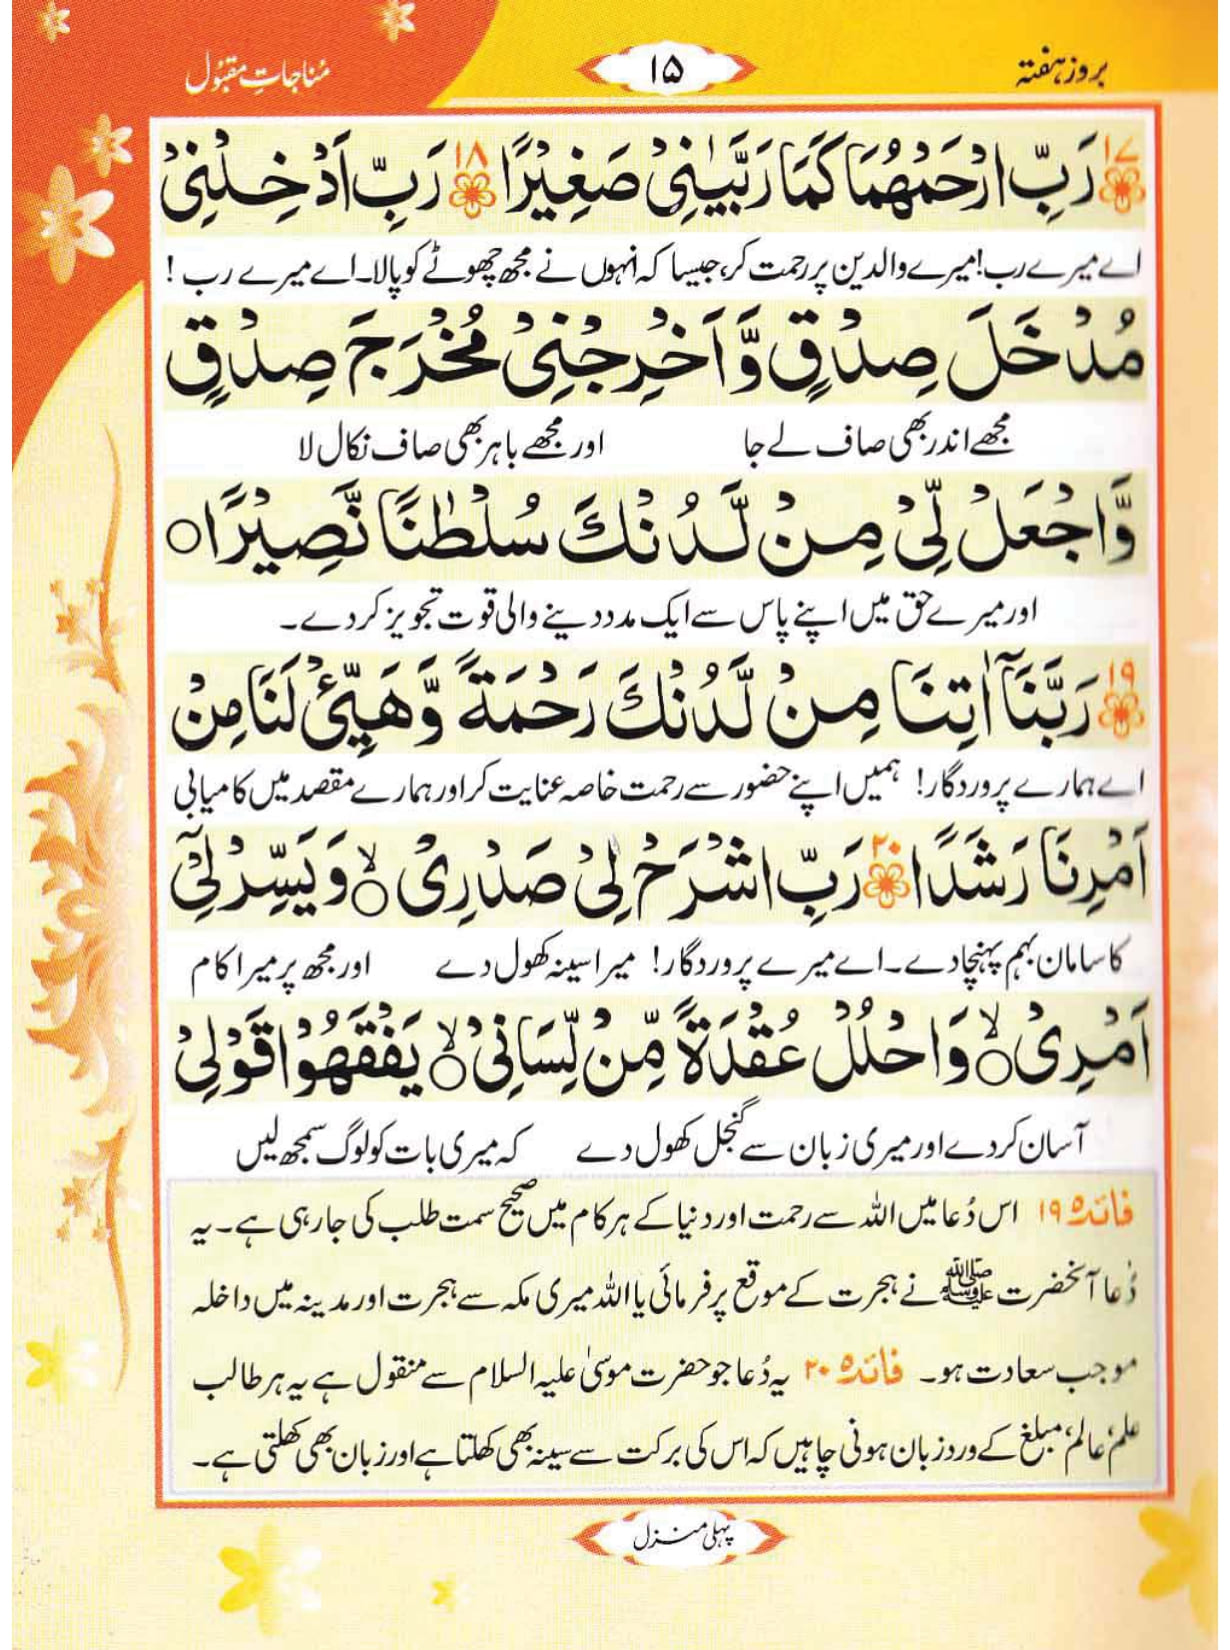 بروز ہفتہ
۱۵
مُناجاتِ مقبُول
۱۷ رَبِّ ارْحَمْهُمَا كَمَا رَبَّيٰنِيْ صَغِيْرًا ۱۸ رَبِّ اَدْخِلْنِيْ
اے میرے رب! میرے والدین پر رحمت کر، جیسا کہ انہوں نے مجھ چھوٹے کو پالا۔ اے میرے رب !
مُدْخَلَ صِدْقٍ وَّاَخْرِجْنِيْ مُخْرَجَ صِدْقٍ
مجھے اندر بھی صاف لے جا اور مجھے باہر بھی صاف نکال لا
وَّاجْعَلْ لِّيْ مِنْ لَّدُنْكَ سُلْطٰنًا نَّصِيْرًا ○
اور میرے حق میں اپنے پاس سے ایک مدد دینے والی قوت تجویز کر دے۔
۱۹ رَبَّنَآ اٰتِنَا مِنْ لَّدُنْكَ رَحْمَةً وَّهَيِّئْ لَنَا مِنْ
اے ہمارے پروردگار! ہمیں اپنے حضور سے رحمت خاصہ عنایت کر اور ہمارے مقصد میں کامیابی
اَمْرِنَا رَشَدًا ۲۰ رَبِّ اشْرَحْ لِيْ صَدْرِيْ ○ۙ وَيَسِّرْ لِيْٓ
کا سامان بہم پہنچا دے۔ اے میرے پروردگار! میرا سینہ کھول دے اور مجھ پر میرا کام
اَمْرِيْ ○ۙ وَاحْلُلْ عُقْدَةً مِّنْ لِّسَانِيْ ○ۙ يَفْقَهُوْا قَوْلِيْ
آسان کر دے اور میری زبان سے گنجل کھول دے کہ میری بات کو لوگ سمجھ لیں
فائدہ ۱۹ اس دُعا میں اللہ سے رحمت اور دنیا کے ہر کام میں صحیح سمت طلب کی جا رہی ہے۔ یہ
دُعا آنحضرت ﷺ نے ہجرت کے موقع پر فرمائی یا اللہ میری مکہ سے ہجرت اور مدینہ میں داخلہ
موجب سعادت ہو۔ فائدہ ۲۰ یہ دُعا جو حضرت موسیٰ علیہ السلام سے منقول ہے یہ ہر طالب
علم، عالم، مبلغ کے ورد زبان ہونی چاہیں کہ اس کی برکت سے سینہ بھی کھلتا ہے اور زبان بھی کھلتی ہے۔
پہلی منزل